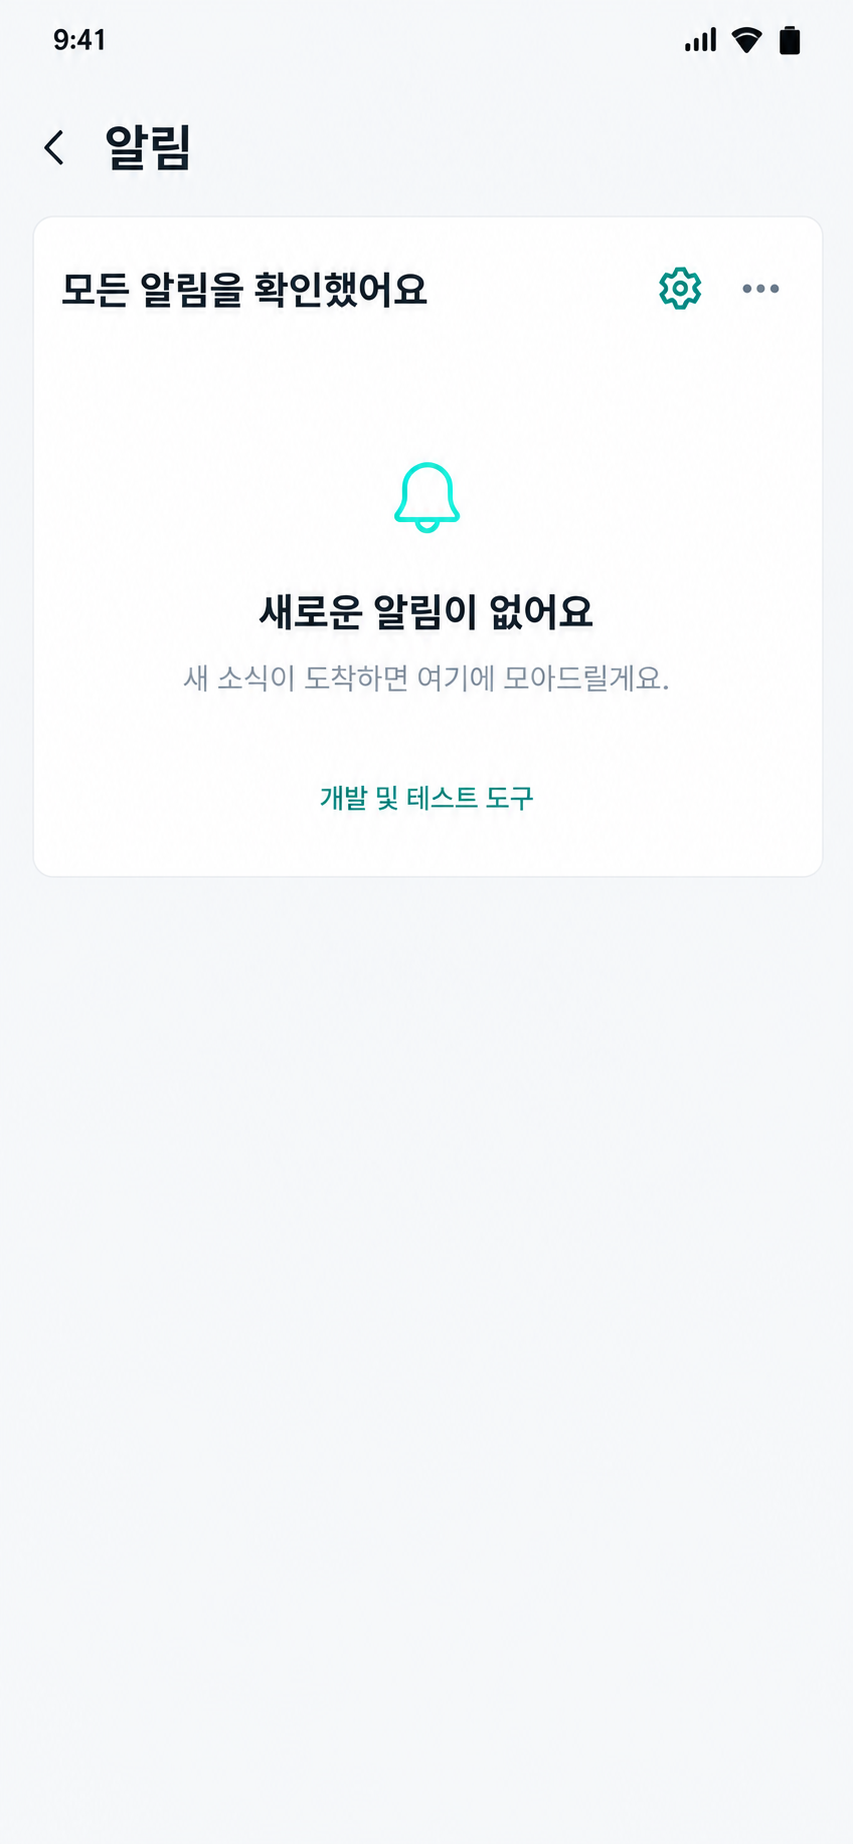 9:41
알림
모든 알림을 확인했어요
새로운 알림이 없어요
새 소식이 도착하면 여기에 모아드릴게요.
개발 및 테스트 도구